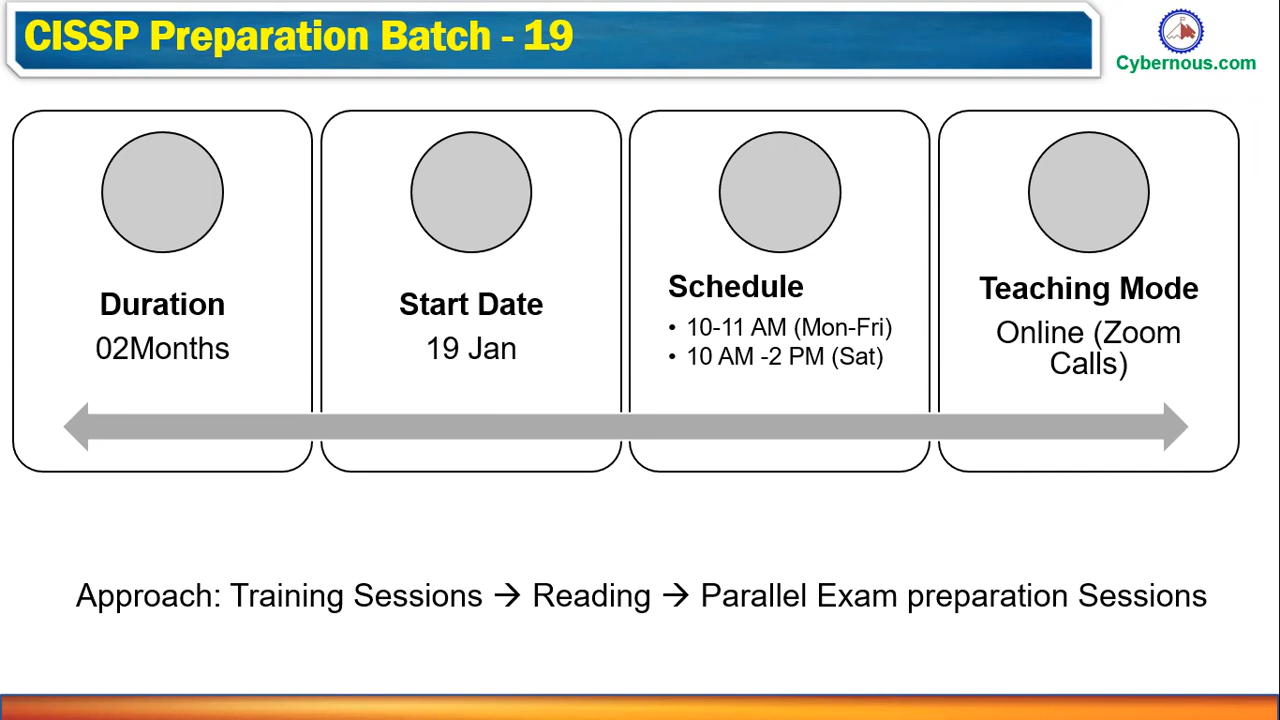 CISSP Preparation Batch - 19
Cybernous.com
Duration
02Months
Start Date
19 Jan
Schedule
• 10-11 AM (Mon-Fri)
• 10 AM -2 PM (Sat)
Teaching Mode
Online (Zoom
Calls)
Approach: Training Sessions → Reading → Parallel Exam preparation Sessions